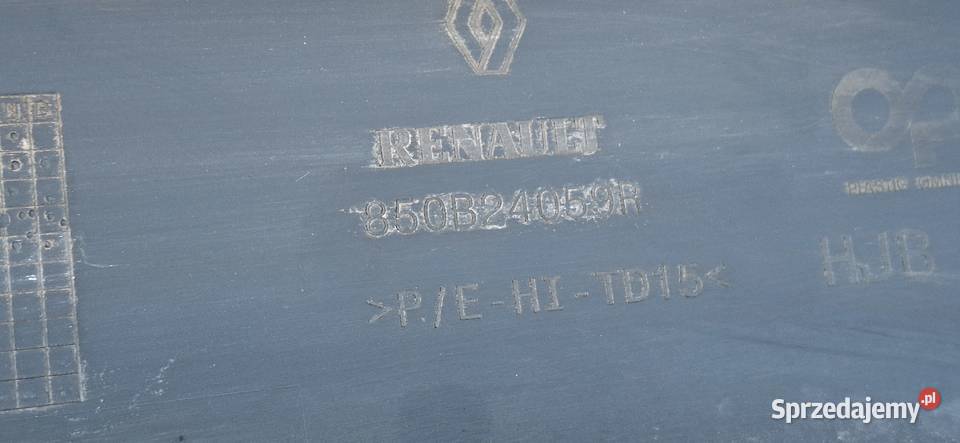 RENAULT
850B24059R
>P/E-HI-TD15<
HJB
Sprzedajemy.pl